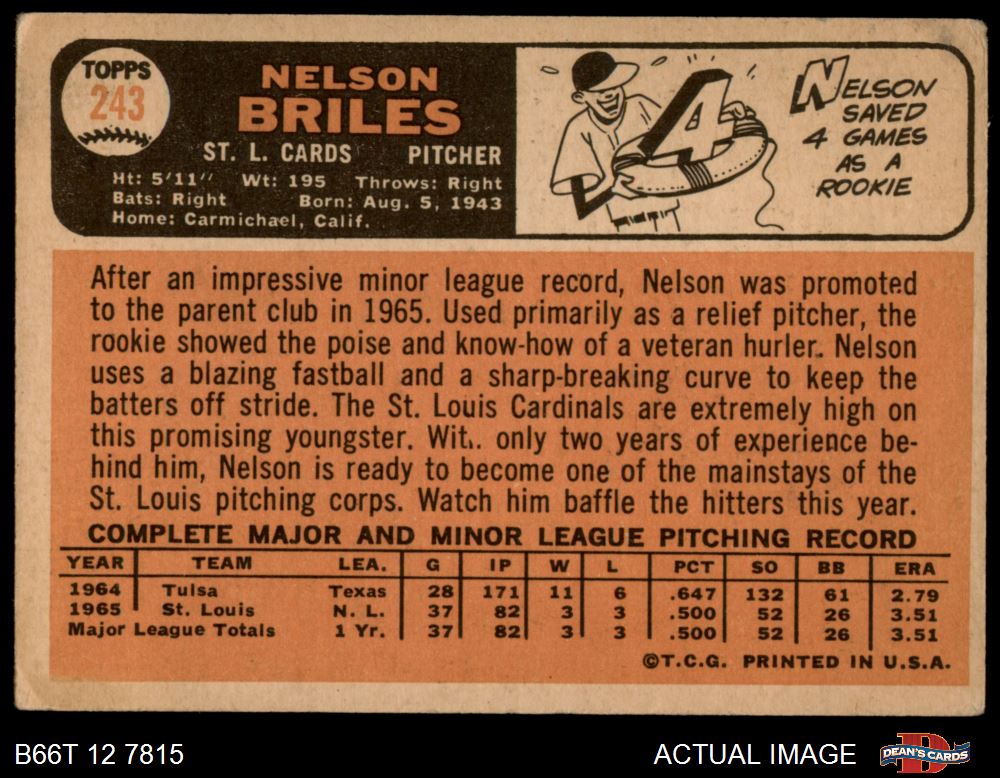 TOPPS
243
NELSON
BRILES
ST. L. CARDS PITCHER
Ht: 5'11" Wt: 195 Throws: Right
Bats: Right Born: Aug. 5, 1943
Home: Carmichael, Calif.
4
NELSON
SAVED
4 GAMES
AS A
ROOKIE
After an impressive minor league record, Nelson was promoted
to the parent club in 1965. Used primarily as a relief pitcher, the
rookie showed the poise and know-how of a veteran hurler. Nelson
uses a blazing fastball and a sharp-breaking curve to keep the
batters off stride. The St. Louis Cardinals are extremely high on
this promising youngster. Wit.. only two years of experience be-
hind him, Nelson is ready to become one of the mainstays of the
St. Louis pitching corps. Watch him baffle the hitters this year.
COMPLETE MAJOR AND MINOR LEAGUE PITCHING RECORD
YEAR TEAM LEA. G IP W L PCT SO BB ERA
1964 Tulsa Texas 28 171 11 6 .647 132 61 2.79
1965 St. Louis N. L. 37 82 3 3 .500 52 26 3.51
Major League Totals 1 Yr. 37 82 3 3 .500 52 26 3.51
©T.C.G. PRINTED IN U.S.A.
B66T 12 7815 ACTUAL IMAGE DEAN'S CARDS